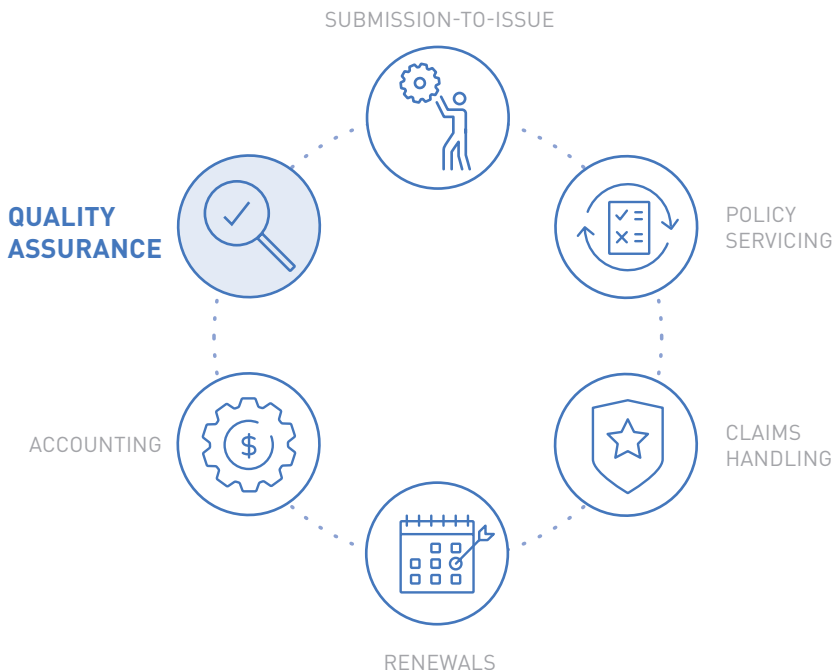 SUBMISSION-TO-ISSUE
QUALITY
ASSURANCE
POLICY
SERVICING
ACCOUNTING
$
CLAIMS
HANDLING
RENEWALS